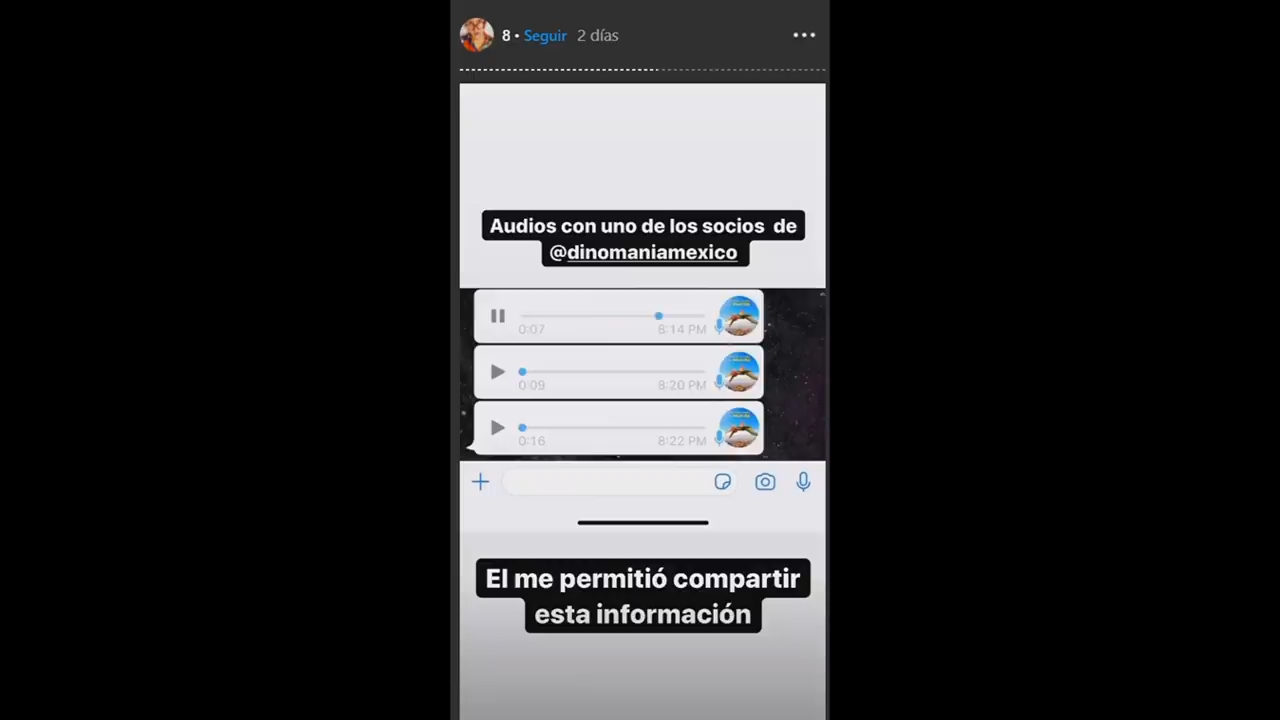 8 • Seguir 2 días
Audios con uno de los socios de
@dinomaniamexico
0:07 8:14 PM
0:09 8:20 PM
0:16 8:22 PM
El me permitió compartir
esta información